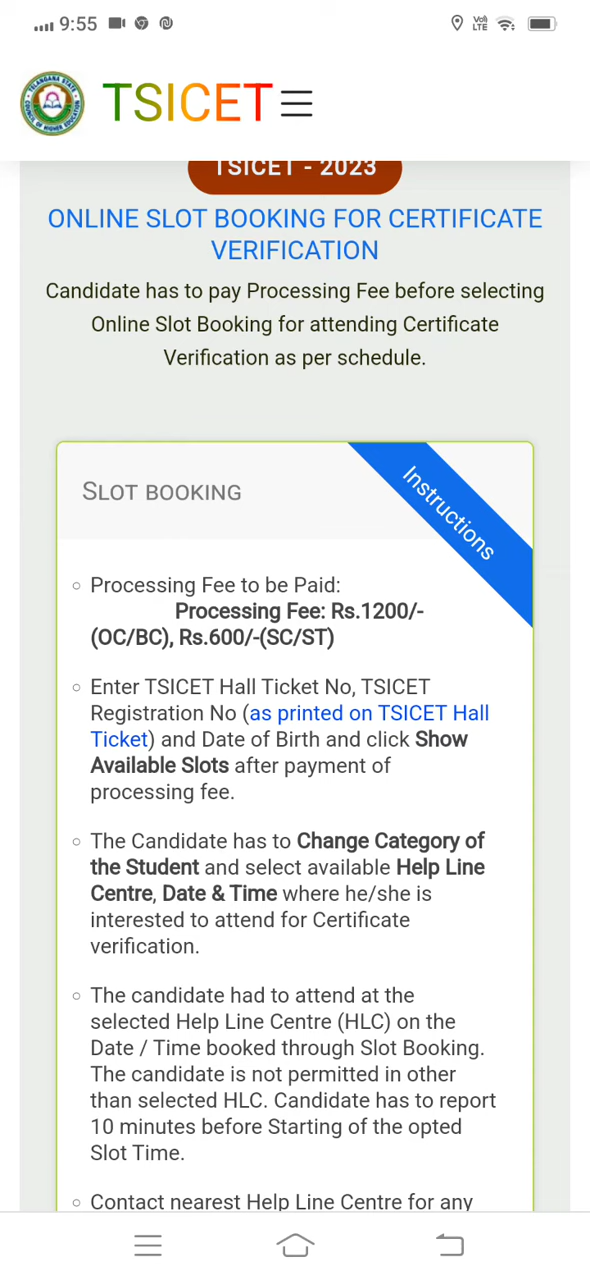 9:55
Vo))
LTE
TSICET
TELANGANA STATE
COUNCIL OF HIGHER EDUCATION
TSICET - 2023
ONLINE SLOT BOOKING FOR CERTIFICATE
VERIFICATION
Candidate has to pay Processing Fee before selecting
Online Slot Booking for attending Certificate
Verification as per schedule.
SLOT BOOKING
Instructions
Processing Fee to be Paid:
Processing Fee: Rs.1200/-
(OC/BC), Rs.600/-(SC/ST)
Enter TSICET Hall Ticket No, TSICET
Registration No (as printed on TSICET Hall
Ticket) and Date of Birth and click Show
Available Slots after payment of
processing fee.
The Candidate has to Change Category of
the Student and select available Help Line
Centre, Date & Time where he/she is
interested to attend for Certificate
verification.
The candidate had to attend at the
selected Help Line Centre (HLC) on the
Date / Time booked through Slot Booking.
The candidate is not permitted in other
than selected HLC. Candidate has to report
10 minutes before Starting of the opted
Slot Time.
Contact nearest Help Line Centre for any